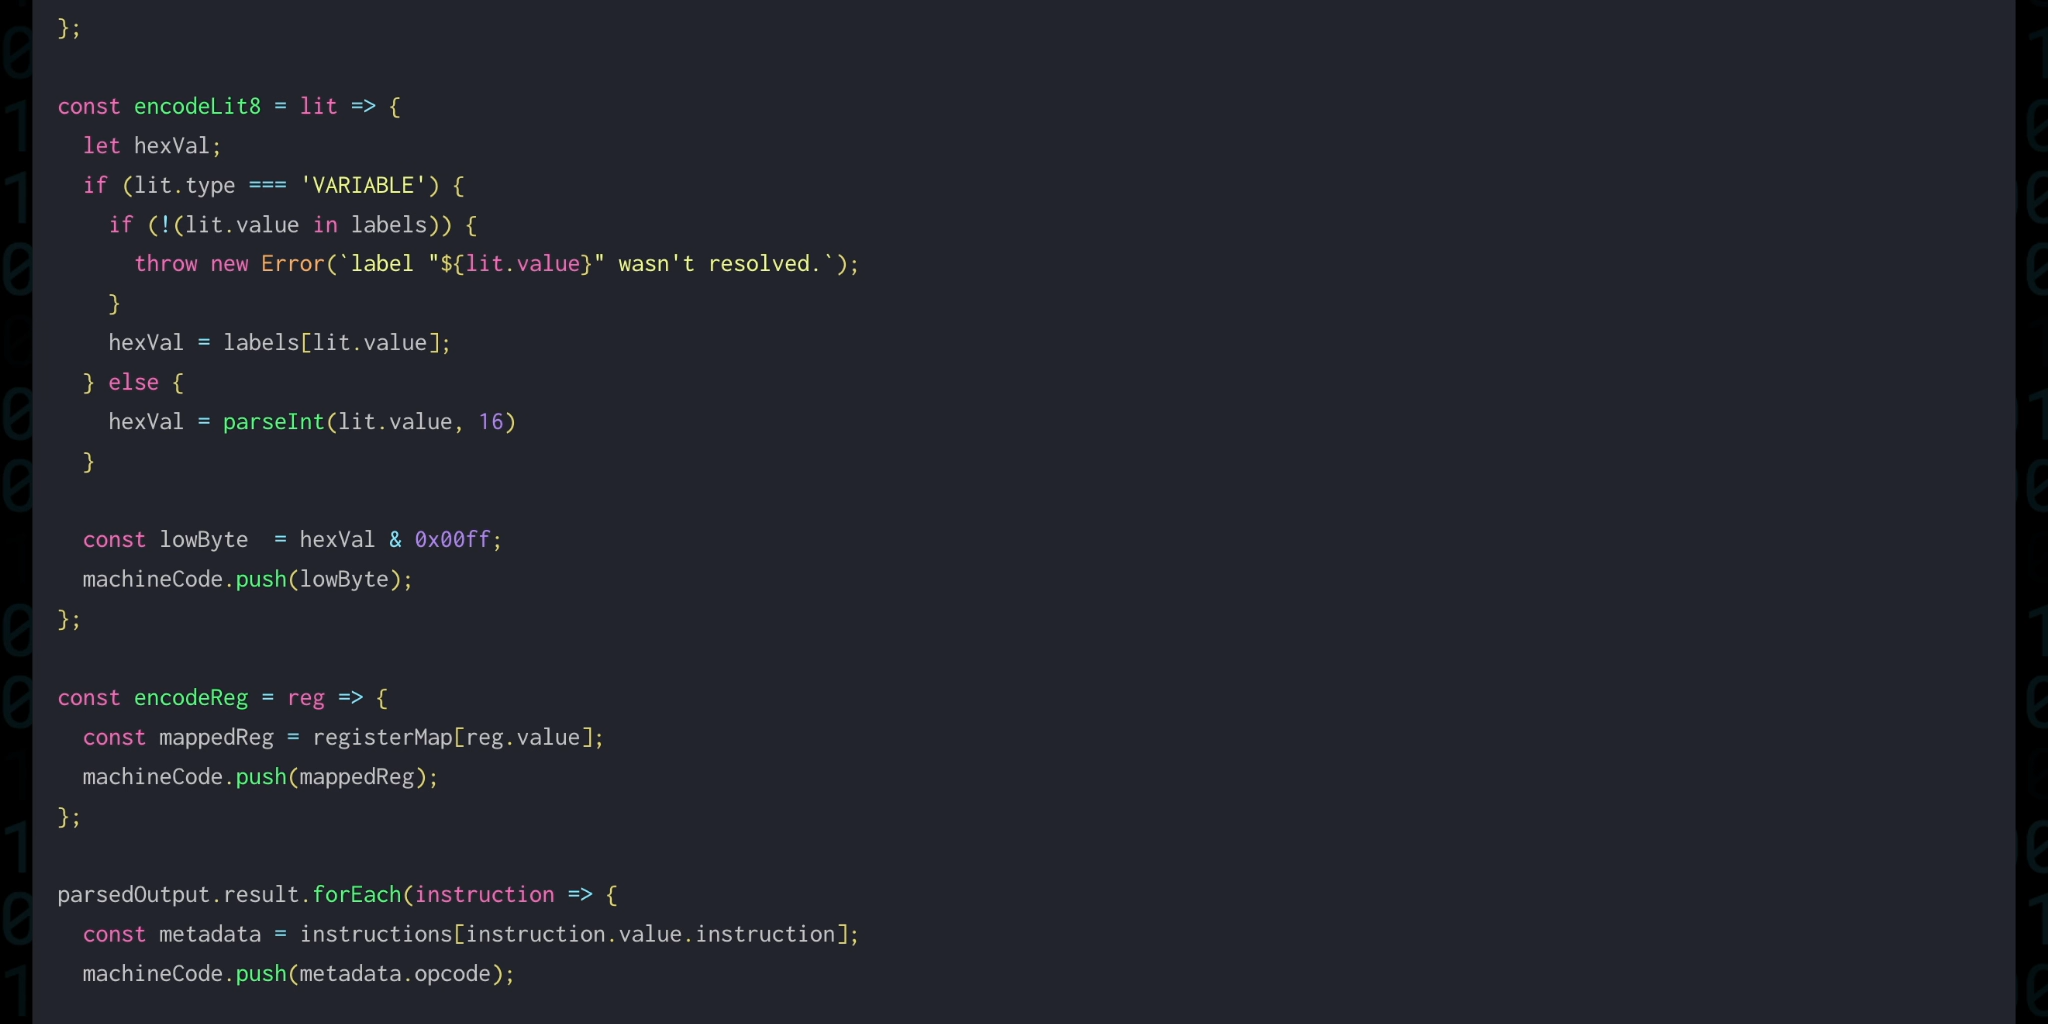 };
const encodeLit8 = lit => {
let hexVal;
if (lit.type === 'VARIABLE') {
if (!(lit.value in labels)) {
throw new Error(`label "${lit.value}" wasn't resolved.`);
}
hexVal = labels[lit.value];
} else {
hexVal = parseInt(lit.value, 16)
}
const lowByte  = hexVal & 0x00ff;
machineCode.push(lowByte);
};
const encodeReg = reg => {
const mappedReg = registerMap[reg.value];
machineCode.push(mappedReg);
};
parsedOutput.result.forEach(instruction => {
const metadata = instructions[instruction.value.instruction];
machineCode.push(metadata.opcode);